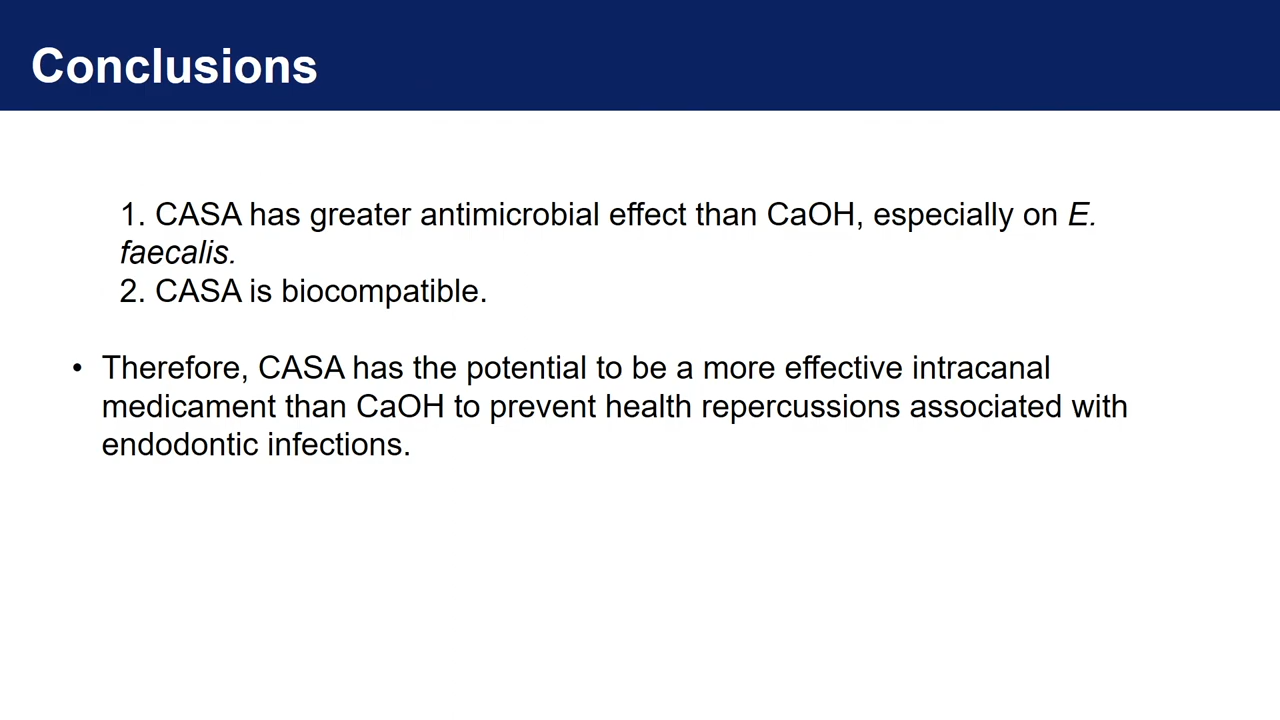 Conclusions
1. CASA has greater antimicrobial effect than CaOH, especially on E.
faecalis.
2. CASA is biocompatible.
• Therefore, CASA has the potential to be a more effective intracanal
medicament than CaOH to prevent health repercussions associated with
endodontic infections.